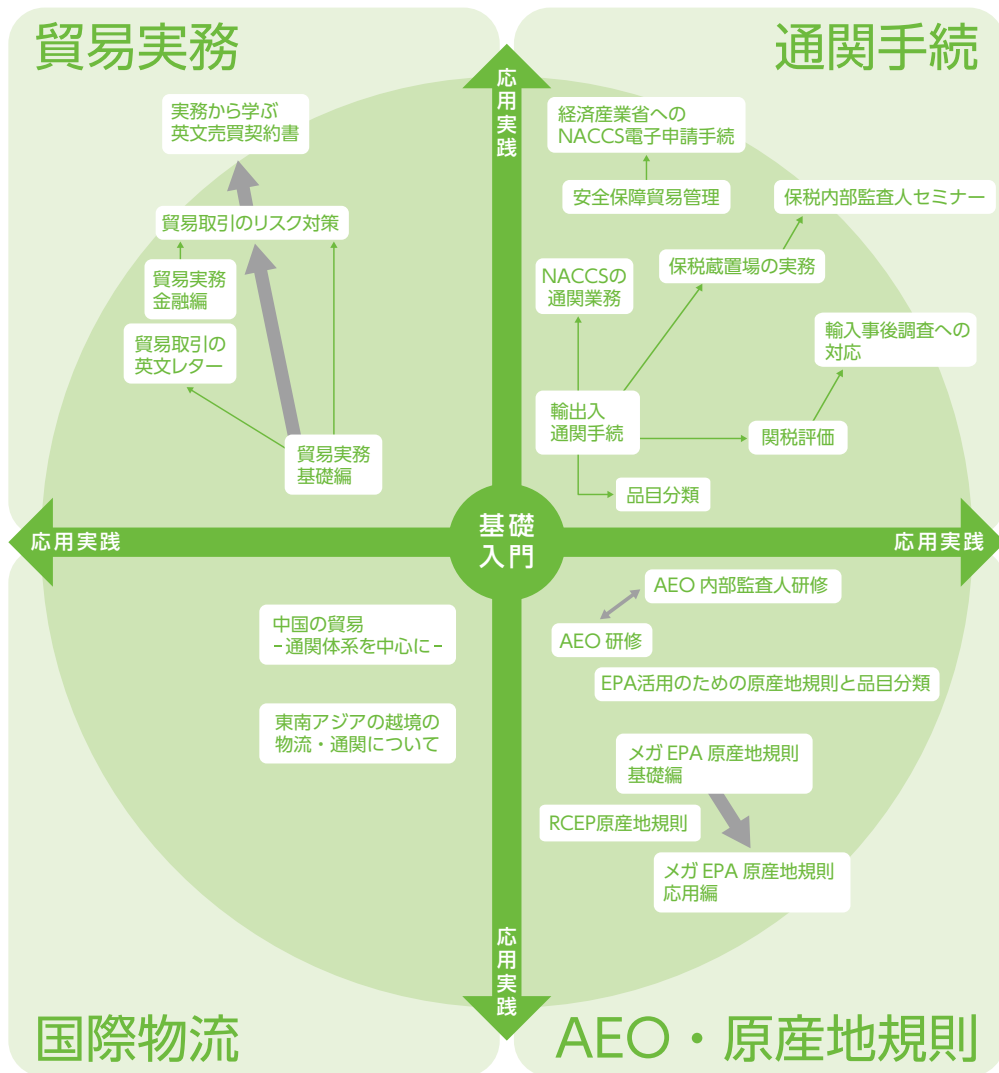 貿易実務
通関手続
応用実践
実務から学ぶ
英文売買契約書
貿易取引のリスク対策
貿易実務
金融編
貿易取引の
英文レター
貿易実務
基礎編
経済産業省への
NACCS電子申請手続
安全保障貿易管理
保税内部監査人セミナー
保税蔵置場の実務
NACCSの
通関業務
輸入事後調査への
対応
輸出入
通関手続
関税評価
品目分類
応用実践
基礎
入門
応用実践
中国の貿易
-通関体系を中心に-
東南アジアの越境の
物流・通関について
AEO 内部監査人研修
AEO 研修
EPA活用のための原産地規則と品目分類
メガ EPA 原産地規則
基礎編
RCEP原産地規則
メガ EPA 原産地規則
応用編
応用実践
国際物流
AEO・原産地規則